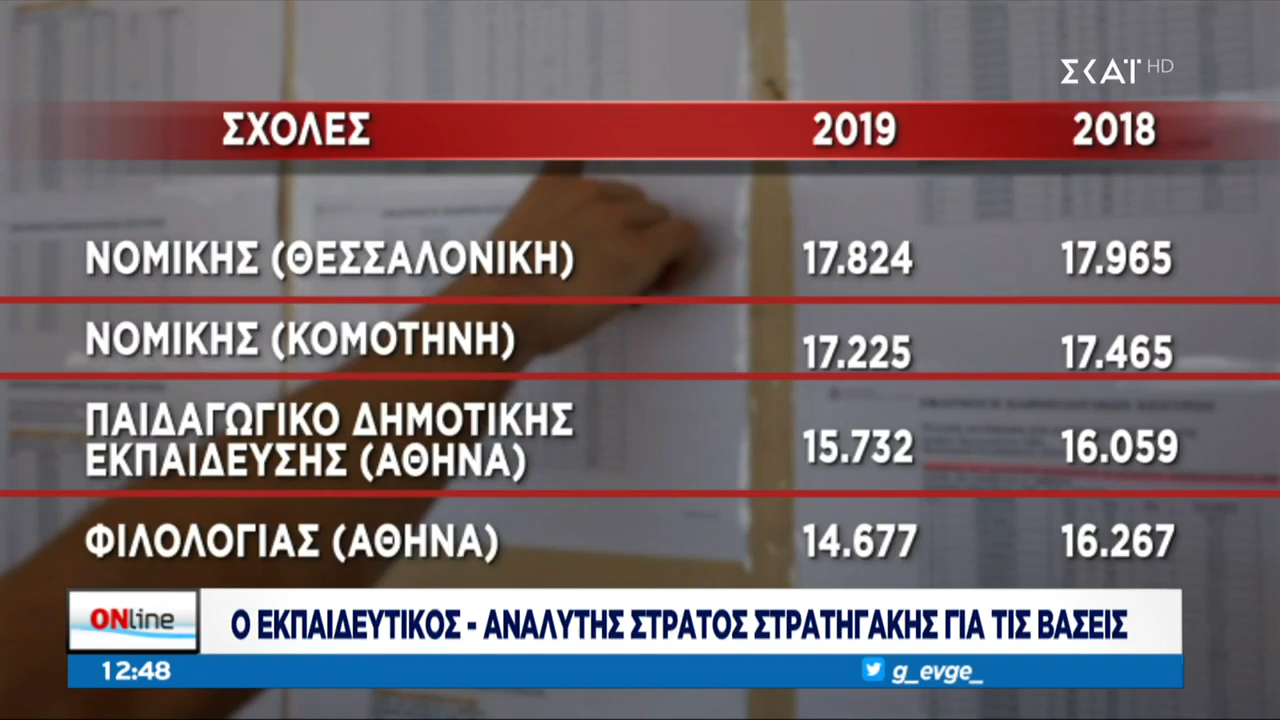 ΣΚΑΪ HD
ΣΧΟΛΕΣ 2019 2018
ΝΟΜΙΚΗΣ (ΘΕΣΣΑΛΟΝΙΚΗ) 17.824 17.965
ΝΟΜΙΚΗΣ (ΚΟΜΟΤΗΝΗ) 17.225 17.465
ΠΑΙΔΑΓΩΓΙΚΟ ΔΗΜΟΤΙΚΗΣ
ΕΚΠΑΙΔΕΥΣΗΣ (ΑΘΗΝΑ) 15.732 16.059
ΦΙΛΟΛΟΓΙΑΣ (ΑΘΗΝΑ) 14.677 16.267
ONline
Ο ΕΚΠΑΙΔΕΥΤΙΚΟΣ - ΑΝΑΛΥΤΗΣ ΣΤΡΑΤΟΣ ΣΤΡΑΤΗΓΑΚΗΣ ΓΙΑ ΤΙΣ ΒΑΣΕΙΣ
12:48 g_evge_